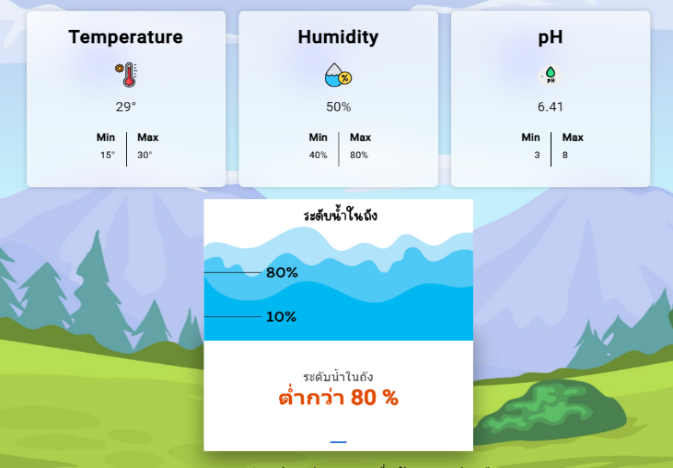 Temperature
29°
Min Max
15° 30°
Humidity
%
50%
Min Max
40% 80%
pH
PH
6.41
Min Max
3 8
ระดับน้ำในถัง
80%
10%
ระดับน้ำในถัง
ต่ำกว่า 80 %